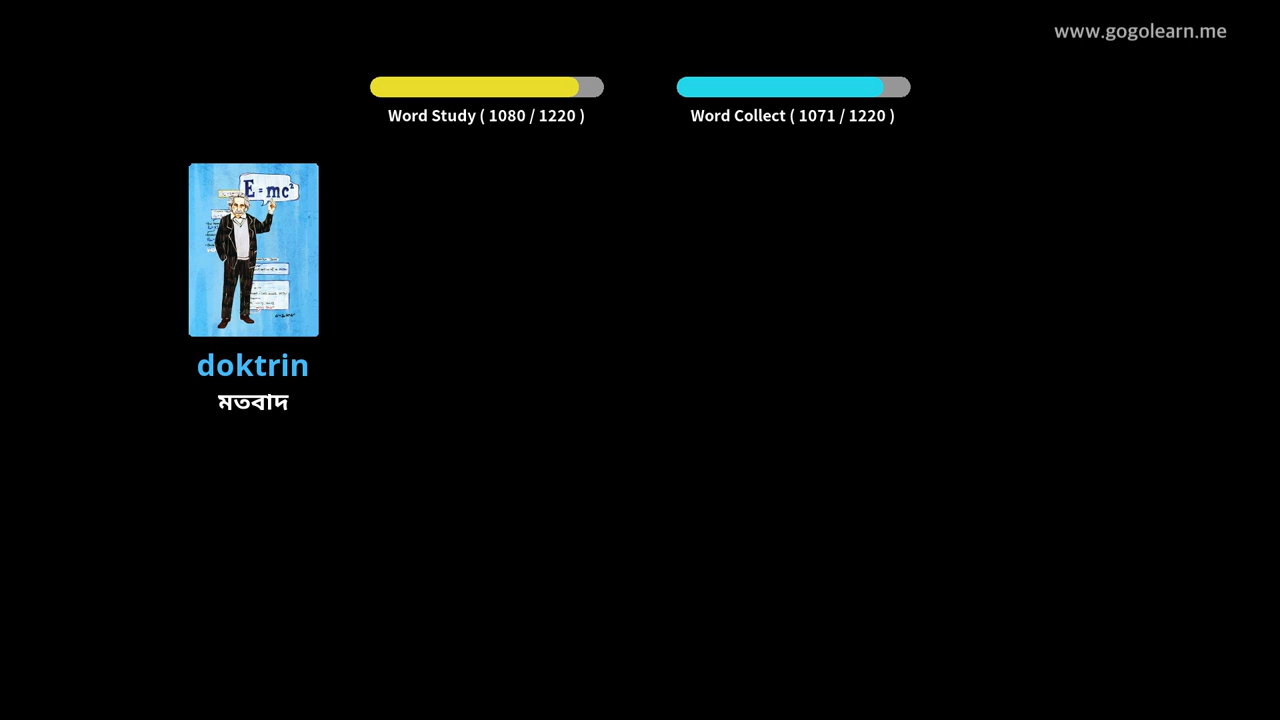 www.gogolearn.me
Word Study ( 1080 / 1220 )
Word Collect ( 1071 / 1220 )
E = mc²
doktrin
মতবাদ